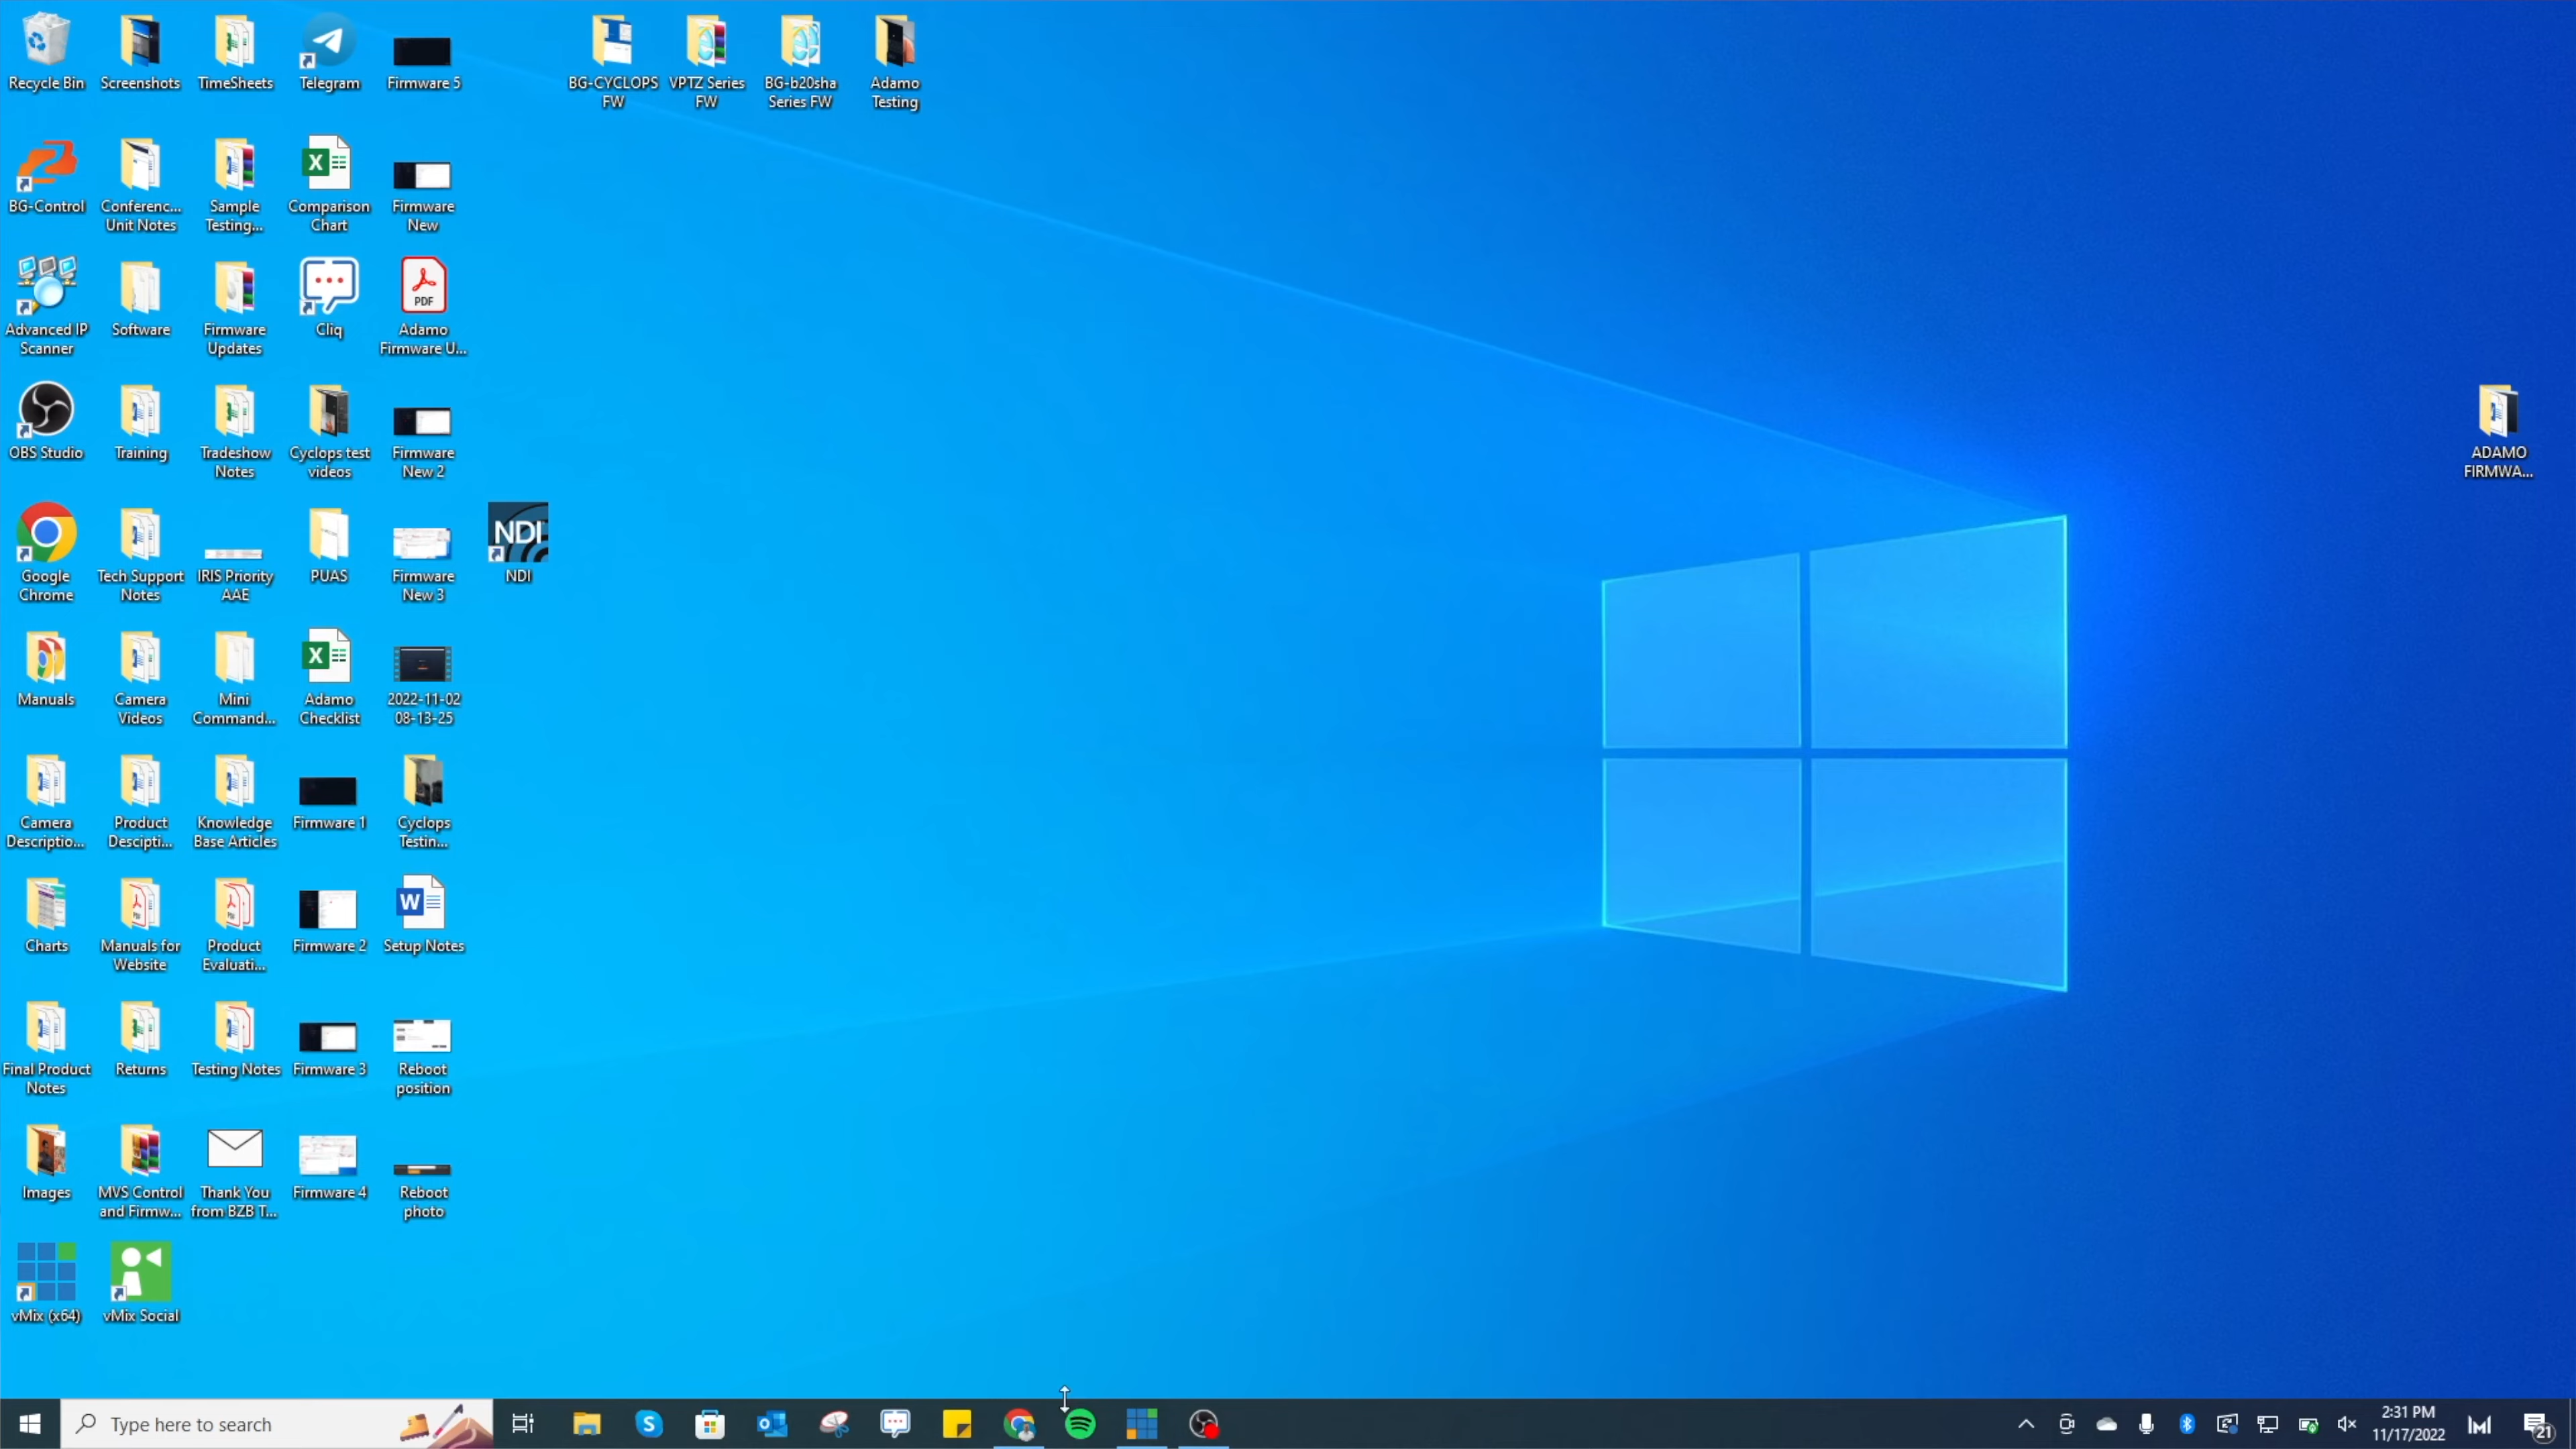 Recycle Bin
Screenshots
TimeSheets
Telegram
Firmware 5
BG-CYCLOPS
FW
VPTZ Series
FW
BG-b20sha
Series FW
Adamo
Testing
BG-Control
Conferenc...
Unit Notes
Sample
Testing...
X
Comparison
Chart
Firmware
New
Advanced IP
Scanner
Software
Firmware
Updates
Cliq
PDF
Adamo
Firmware U...
OBS Studio
Training
Tradeshow
Notes
Cyclops test
videos
Firmware
New 2
ADAMO
FIRMWA...
Google
Chrome
Tech Support
Notes
IRIS Priority
AAE
PUAS
Firmware
New 3
NDI
NDI
Manuals
Camera
Videos
Mini
Command...
X
Adamo
Checklist
2022-11-02
08-13-25
Camera
Descriptio...
Product
Descipti...
Knowledge
Base Articles
Firmware 1
Cyclops
Testin...
Charts
Manuals for
Website
Product
Evaluati...
Firmware 2
W
Setup Notes
Final Product
Notes
Returns
Testing Notes
Firmware 3
Reboot
position
Images
MVS Control
and Firmw...
Thank You
from BZB T...
Firmware 4
Reboot
photo
vMix (x64)
vMix Social
Type here to search
2:31 PM
11/17/2022
21